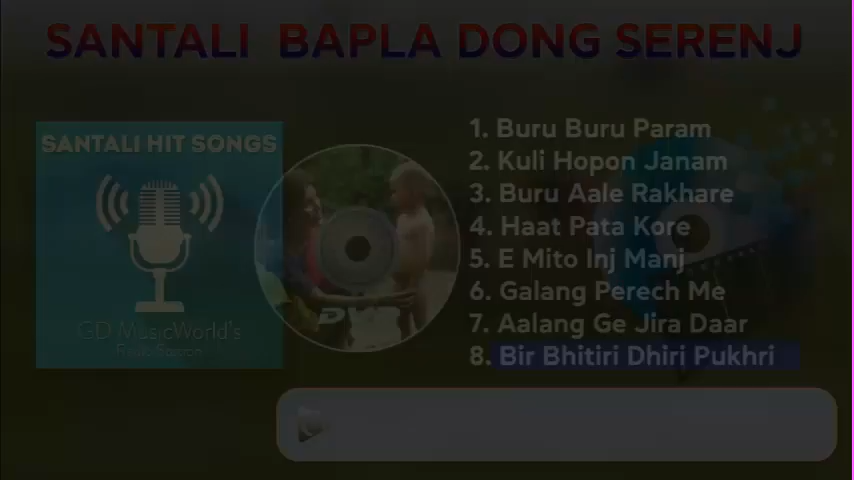 SANTALI BAPLA DONG SERENJ
SANTALI HIT SONGS
GD MusicWorld's
DVD
1. Buru Buru Param
2. Kuli Hopon Janam
3. Buru Aale Rakhare
4. Haat Pata Kore
5. E Mito Inj Manj
6. Galang Perech Me
7. Aalang Ge Jira Daar
8. Bir Bhitiri Dhiri Pukhri